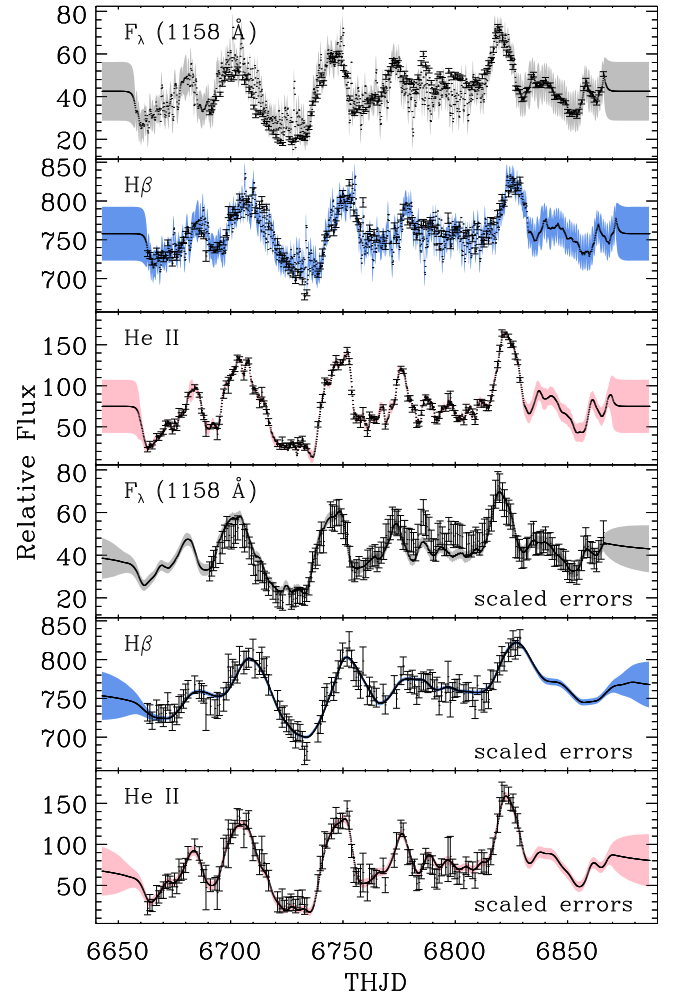 F_λ (1158 Å)
80
60
40
20
Hβ
850
800
750
700
He II
150
100
50
Relative Flux
F_λ (1158 Å)
80
60
40
20
scaled errors
Hβ
850
800
750
700
scaled errors
He II
150
100
50
scaled errors
6650 6700 6750 6800 6850
THJD